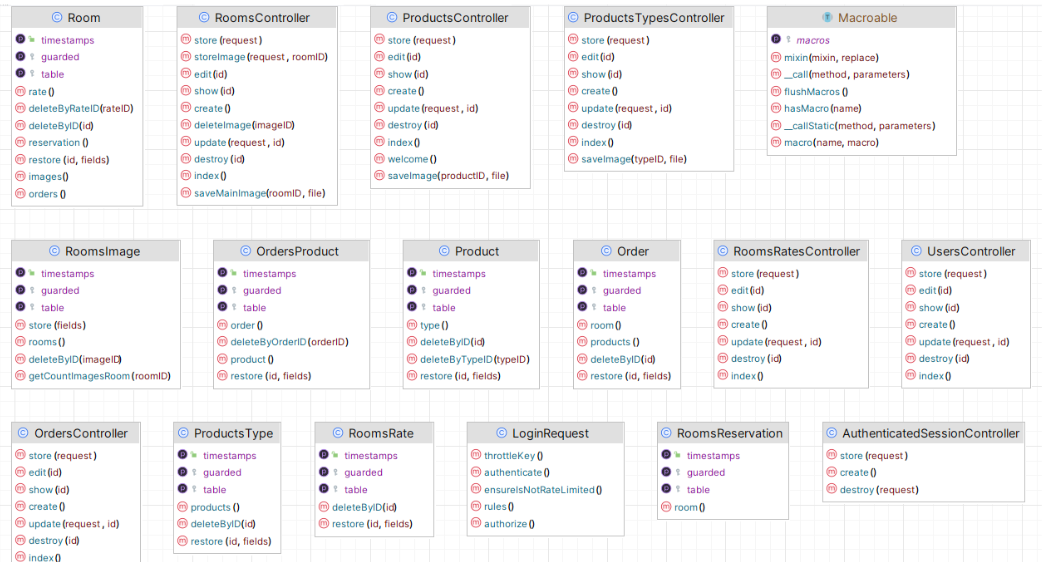 Room
timestamps
guarded
table
rate()
deleteByRateID(rateID)
deleteByID(id)
reservation()
restore(id, fields)
images()
orders()
RoomsController
store(request)
storeImage(request, roomID)
edit(id)
show(id)
create()
deleteImage(imageID)
update(request, id)
destroy(id)
index()
saveMainImage(roomID, file)
ProductsController
store(request)
edit(id)
show(id)
create()
update(request, id)
destroy(id)
index()
welcome()
saveImage(productID, file)
ProductsTypesController
store(request)
edit(id)
show(id)
create()
update(request, id)
destroy(id)
index()
saveImage(typeID, file)
Macroable
macros
mixin(mixin, replace)
__call(method, parameters)
flushMacros()
hasMacro(name)
__callStatic(method, parameters)
macro(name, macro)
RoomsImage
timestamps
guarded
table
store(fields)
rooms()
deleteByID(imageID)
getCountImagesRoom(roomID)
OrdersProduct
timestamps
guarded
table
order()
deleteByOrderID(orderID)
product()
restore(id, fields)
Product
timestamps
guarded
table
type()
deleteByID(id)
deleteByTypeID(typeID)
restore(id, fields)
Order
timestamps
guarded
table
room()
products()
deleteByID(id)
restore(id, fields)
RoomsRatesController
store(request)
edit(id)
show(id)
create()
update(request, id)
destroy(id)
index()
UsersController
store(request)
edit(id)
show(id)
create()
update(request, id)
destroy(id)
index()
OrdersController
store(request)
edit(id)
show(id)
create()
update(request, id)
destroy(id)
index()
ProductsType
timestamps
guarded
table
products()
deleteByID(id)
restore(id, fields)
RoomsRate
timestamps
guarded
table
deleteByID(id)
restore(id, fields)
LoginRequest
throttleKey()
authenticate()
ensureIsNotRateLimited()
rules()
authorize()
RoomsReservation
timestamps
guarded
table
room()
AuthenticatedSessionController
store(request)
create()
destroy(request)